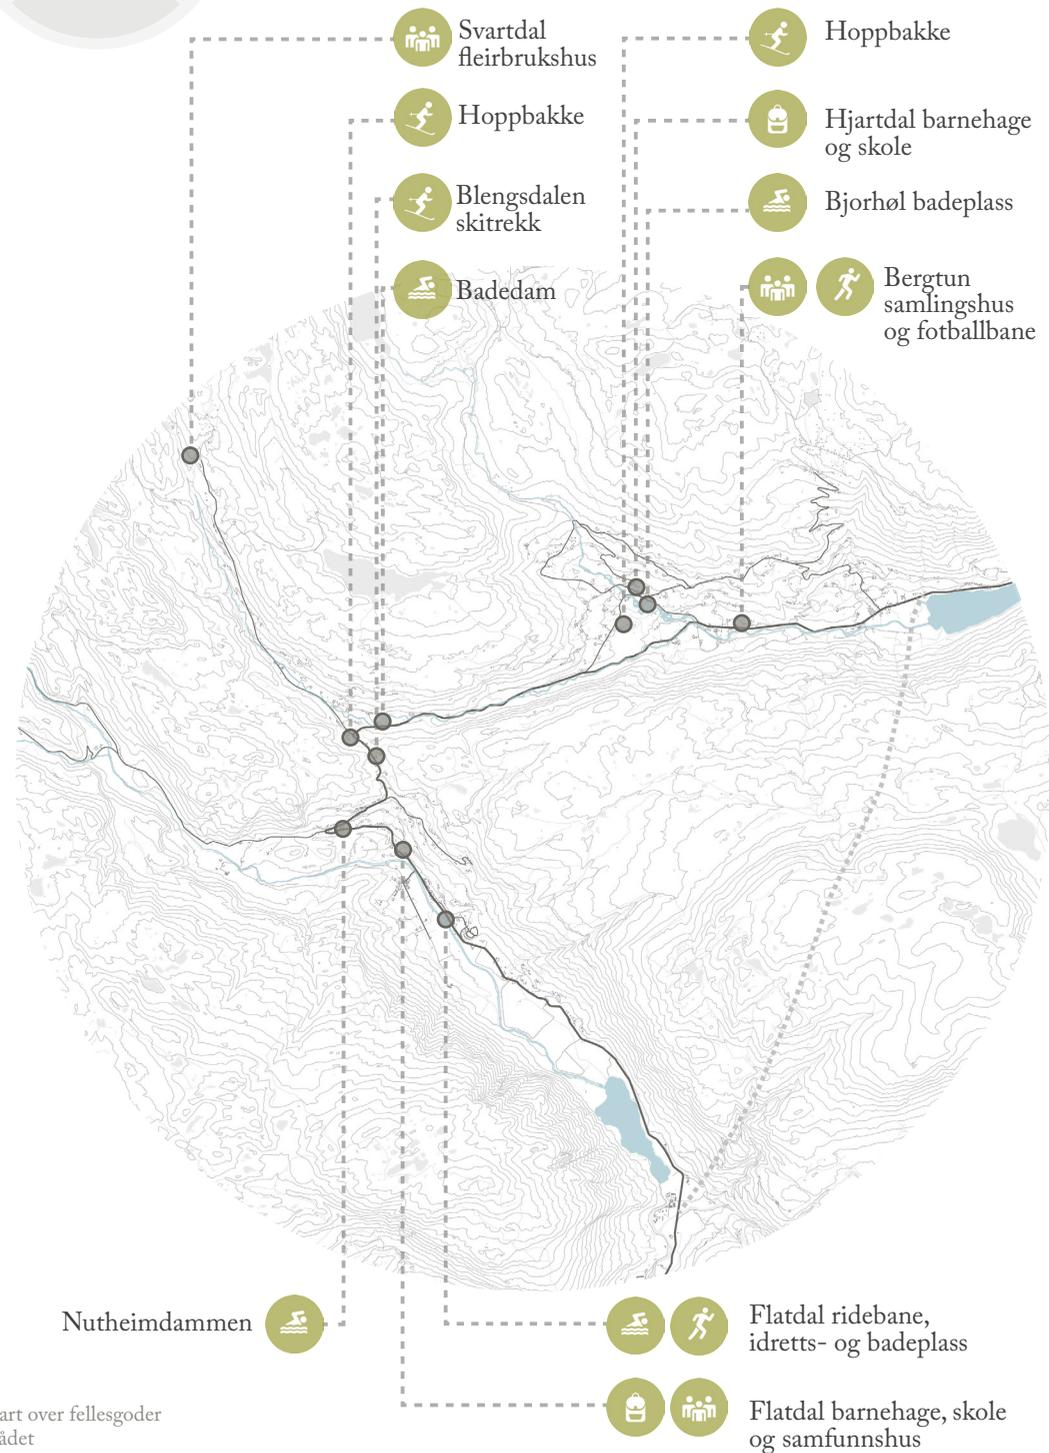 Svartdal
fleirbrukshus
Hoppbakke
Blengsdalen
skitrekk
Badedam
Hoppbakke
Hjartdal barnehage
og skole
Bjorhøl badeplass
Bergtun
samlingshus
og fotballbane
Nutheimdammen
Flatdal ridebane,
idretts- og badeplass
Flatdal barnehage, skole
og samfunnshus
art over fellesgoder
ådet